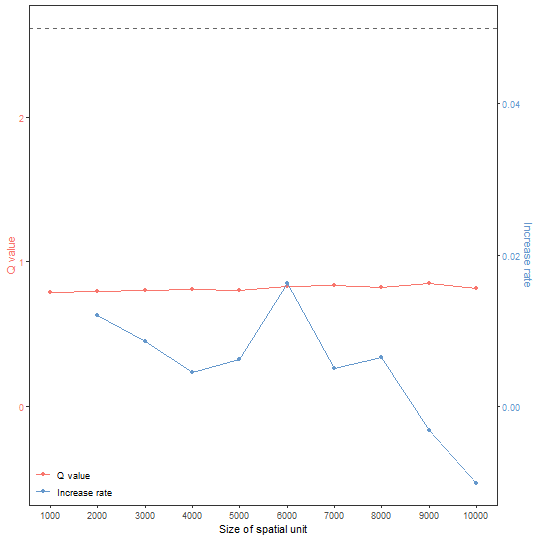 2
1
0
Q value
0.04
0.02
0.00
Increase rate
Q value
Increase rate
1000 2000 3000 4000 5000 6000 7000 8000 9000 10000
Size of spatial unit